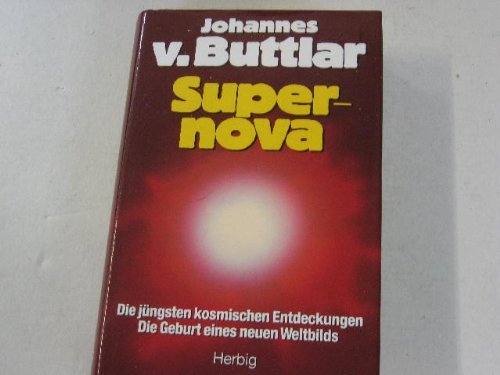 Johannes
v. Buttlar
Super-
nova
Die jüngsten kosmischen Entdeckungen
Die Geburt eines neuen Weltbilds
Herbig